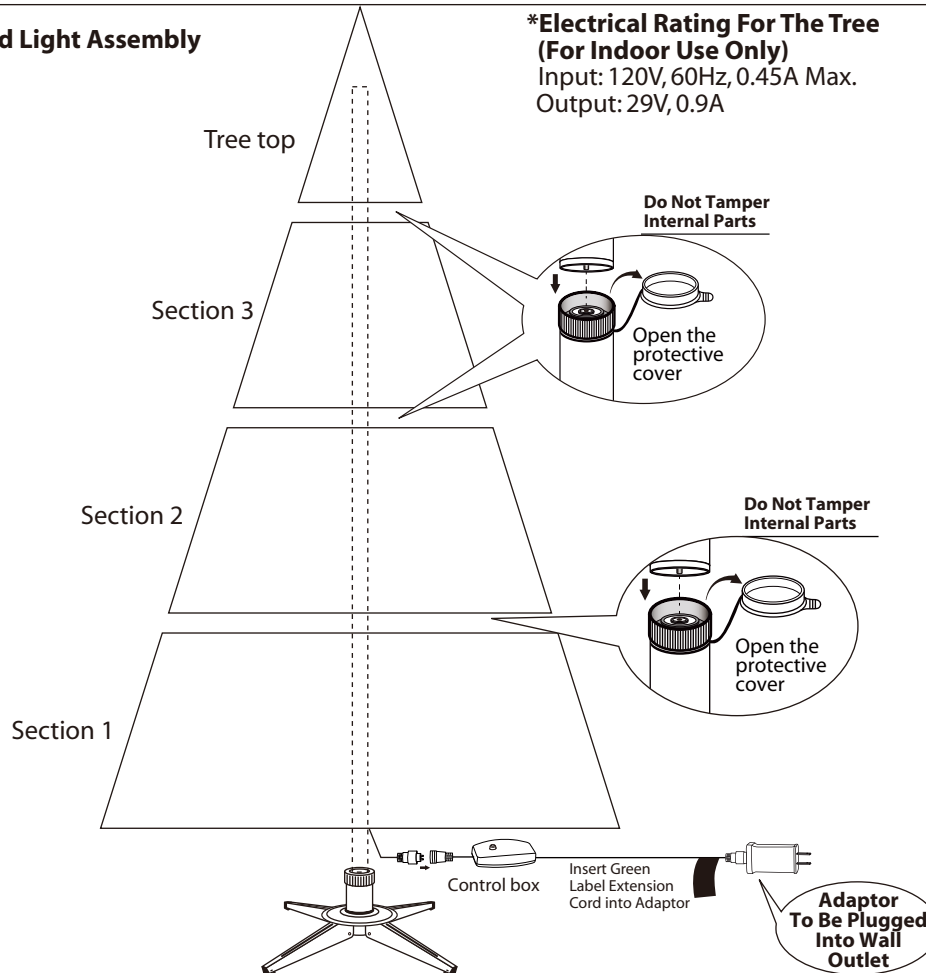 d Light Assembly
*Electrical Rating For The Tree
(For Indoor Use Only)
Input: 120V, 60Hz, 0.45A Max.
Output: 29V, 0.9A
Tree top
Do Not Tamper
Internal Parts
Section 3
Open the
protective
cover
Section 2
Do Not Tamper
Internal Parts
Open the
protective
cover
Section 1
Control box
Insert Green
Label Extension
Cord into Adaptor
Adaptor
To Be Plugged
Into Wall
Outlet